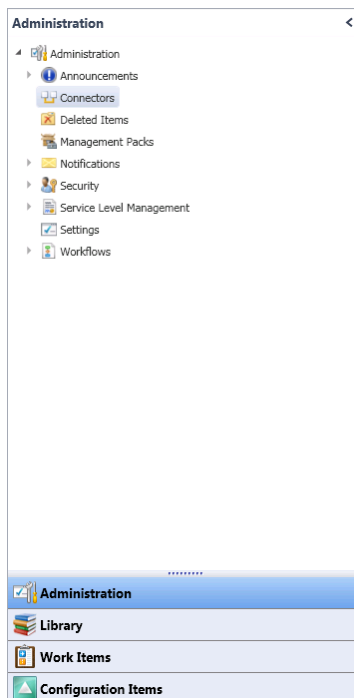 Administration
Administration
Announcements
Connectors
Deleted Items
Management Packs
Notifications
Security
Service Level Management
Settings
Workflows
Administration
Library
Work Items
Configuration Items